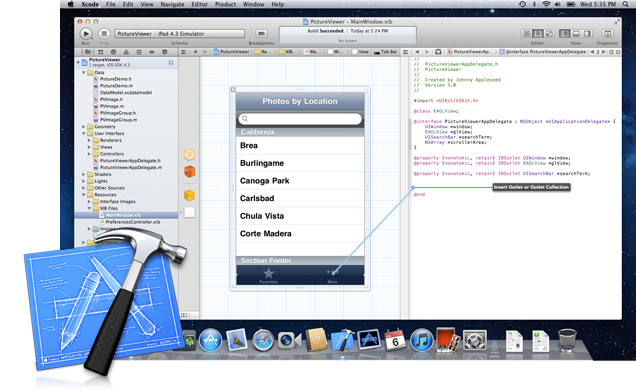 Xcode File Edit View Navigate Editor Product Window Help
Wed 5:35 PM
PictureViewer – MainWindow.xib
PictureViewer iPad 4.3 Simulator
Build Succeeded Today at 5:24 PM
No Issues
Run Stop Scheme Breakpoints
Editor View Organizer
PictureViewer
1 target, iOS SDK 4.3
Data
PictureDemo.h
PictureDemo.m
DataModel.xcdatamodel
PVImage.h
PVImage.m
PVImageGroup.h
PVImageGroup.m
Geometry
User Interface
Renderers
Views
Controllers
PictureViewerAppDelegate.h
PictureViewerAppDelegate.m
Shaders
Lights
Other Sources
Resources
Interface Images
XIB Files
MainWindow.xib
PreferencesController.xib
PictureViewer
Tab Bar
Photos by Location
California
Brea
Burlingame
Canoga Park
Carlsbad
Chula Vista
Corte Madera
Section Footer
Favorites More
@interface PictureViewerAppDelegate
//
// PictureViewerAppDelegate.h
// PictureViewer
//
// Created by Johnny Appleseed
// Version 1.0
//
#import <UIKit/UIKit.h>
@class EAGLView;
@interface PictureViewerAppDelegate : NSObject <UIApplicationDelegate> {
UIWindow *window;
EAGLView *glView;
UISearchBar *searchTerm;
NSArray *scrollerArea;
}
@property (nonatomic, retain) IBOutlet UIWindow *window;
@property (nonatomic, retain) IBOutlet EAGLView *glView;
@property (nonatomic, retain) IBOutlet UISearchBar *searchTerm;
Insert Outlet or Outlet Collection
@end
6